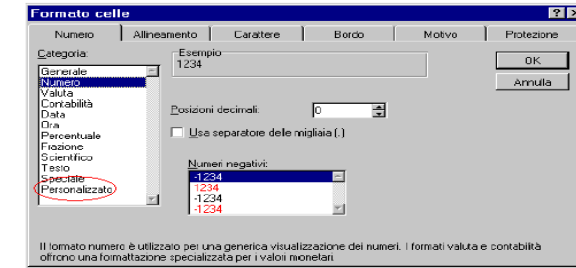 Formato celle
Numero Allineamento Carattere Bordo Motivo Protezione
Categoria:
Generale
Numero
Valuta
Contabilità
Data
Ora
Percentuale
Frazione
Scientifico
Testo
Speciale
Personalizzato
Esempio
1234
Posizioni decimali: 0
Usa separatore delle migliaia (.)
Numeri negativi:
-1234
1234
-1234
-1234
OK
Annulla
Il formato numero è utilizzato per una generica visualizzazione dei numeri. I formati valuta e contabilità
offrono una formattazione specializzata per i valori monetari.